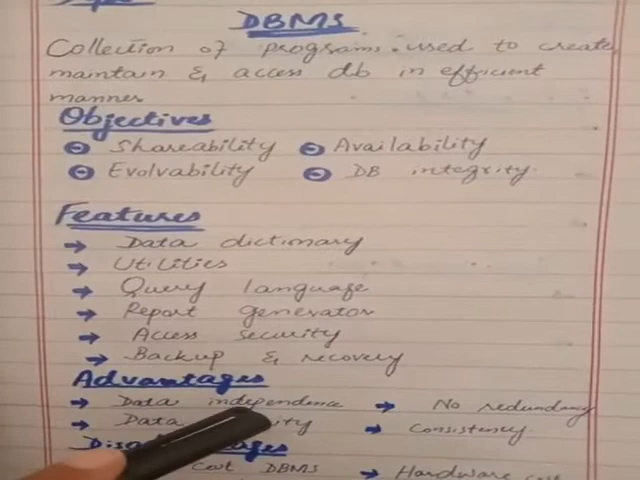 DBMS
Collection of programs used to create
maintain & access db in efficient
manner
Objectives
Shareability Availability
Evolvability DB integrity
Features
Data dictionary
Utilities
Query language
Report generator
Access security
Backup & recovery
Advantages
Data independence No redundancy
Data Consistency
cost DBMS Hardware cost